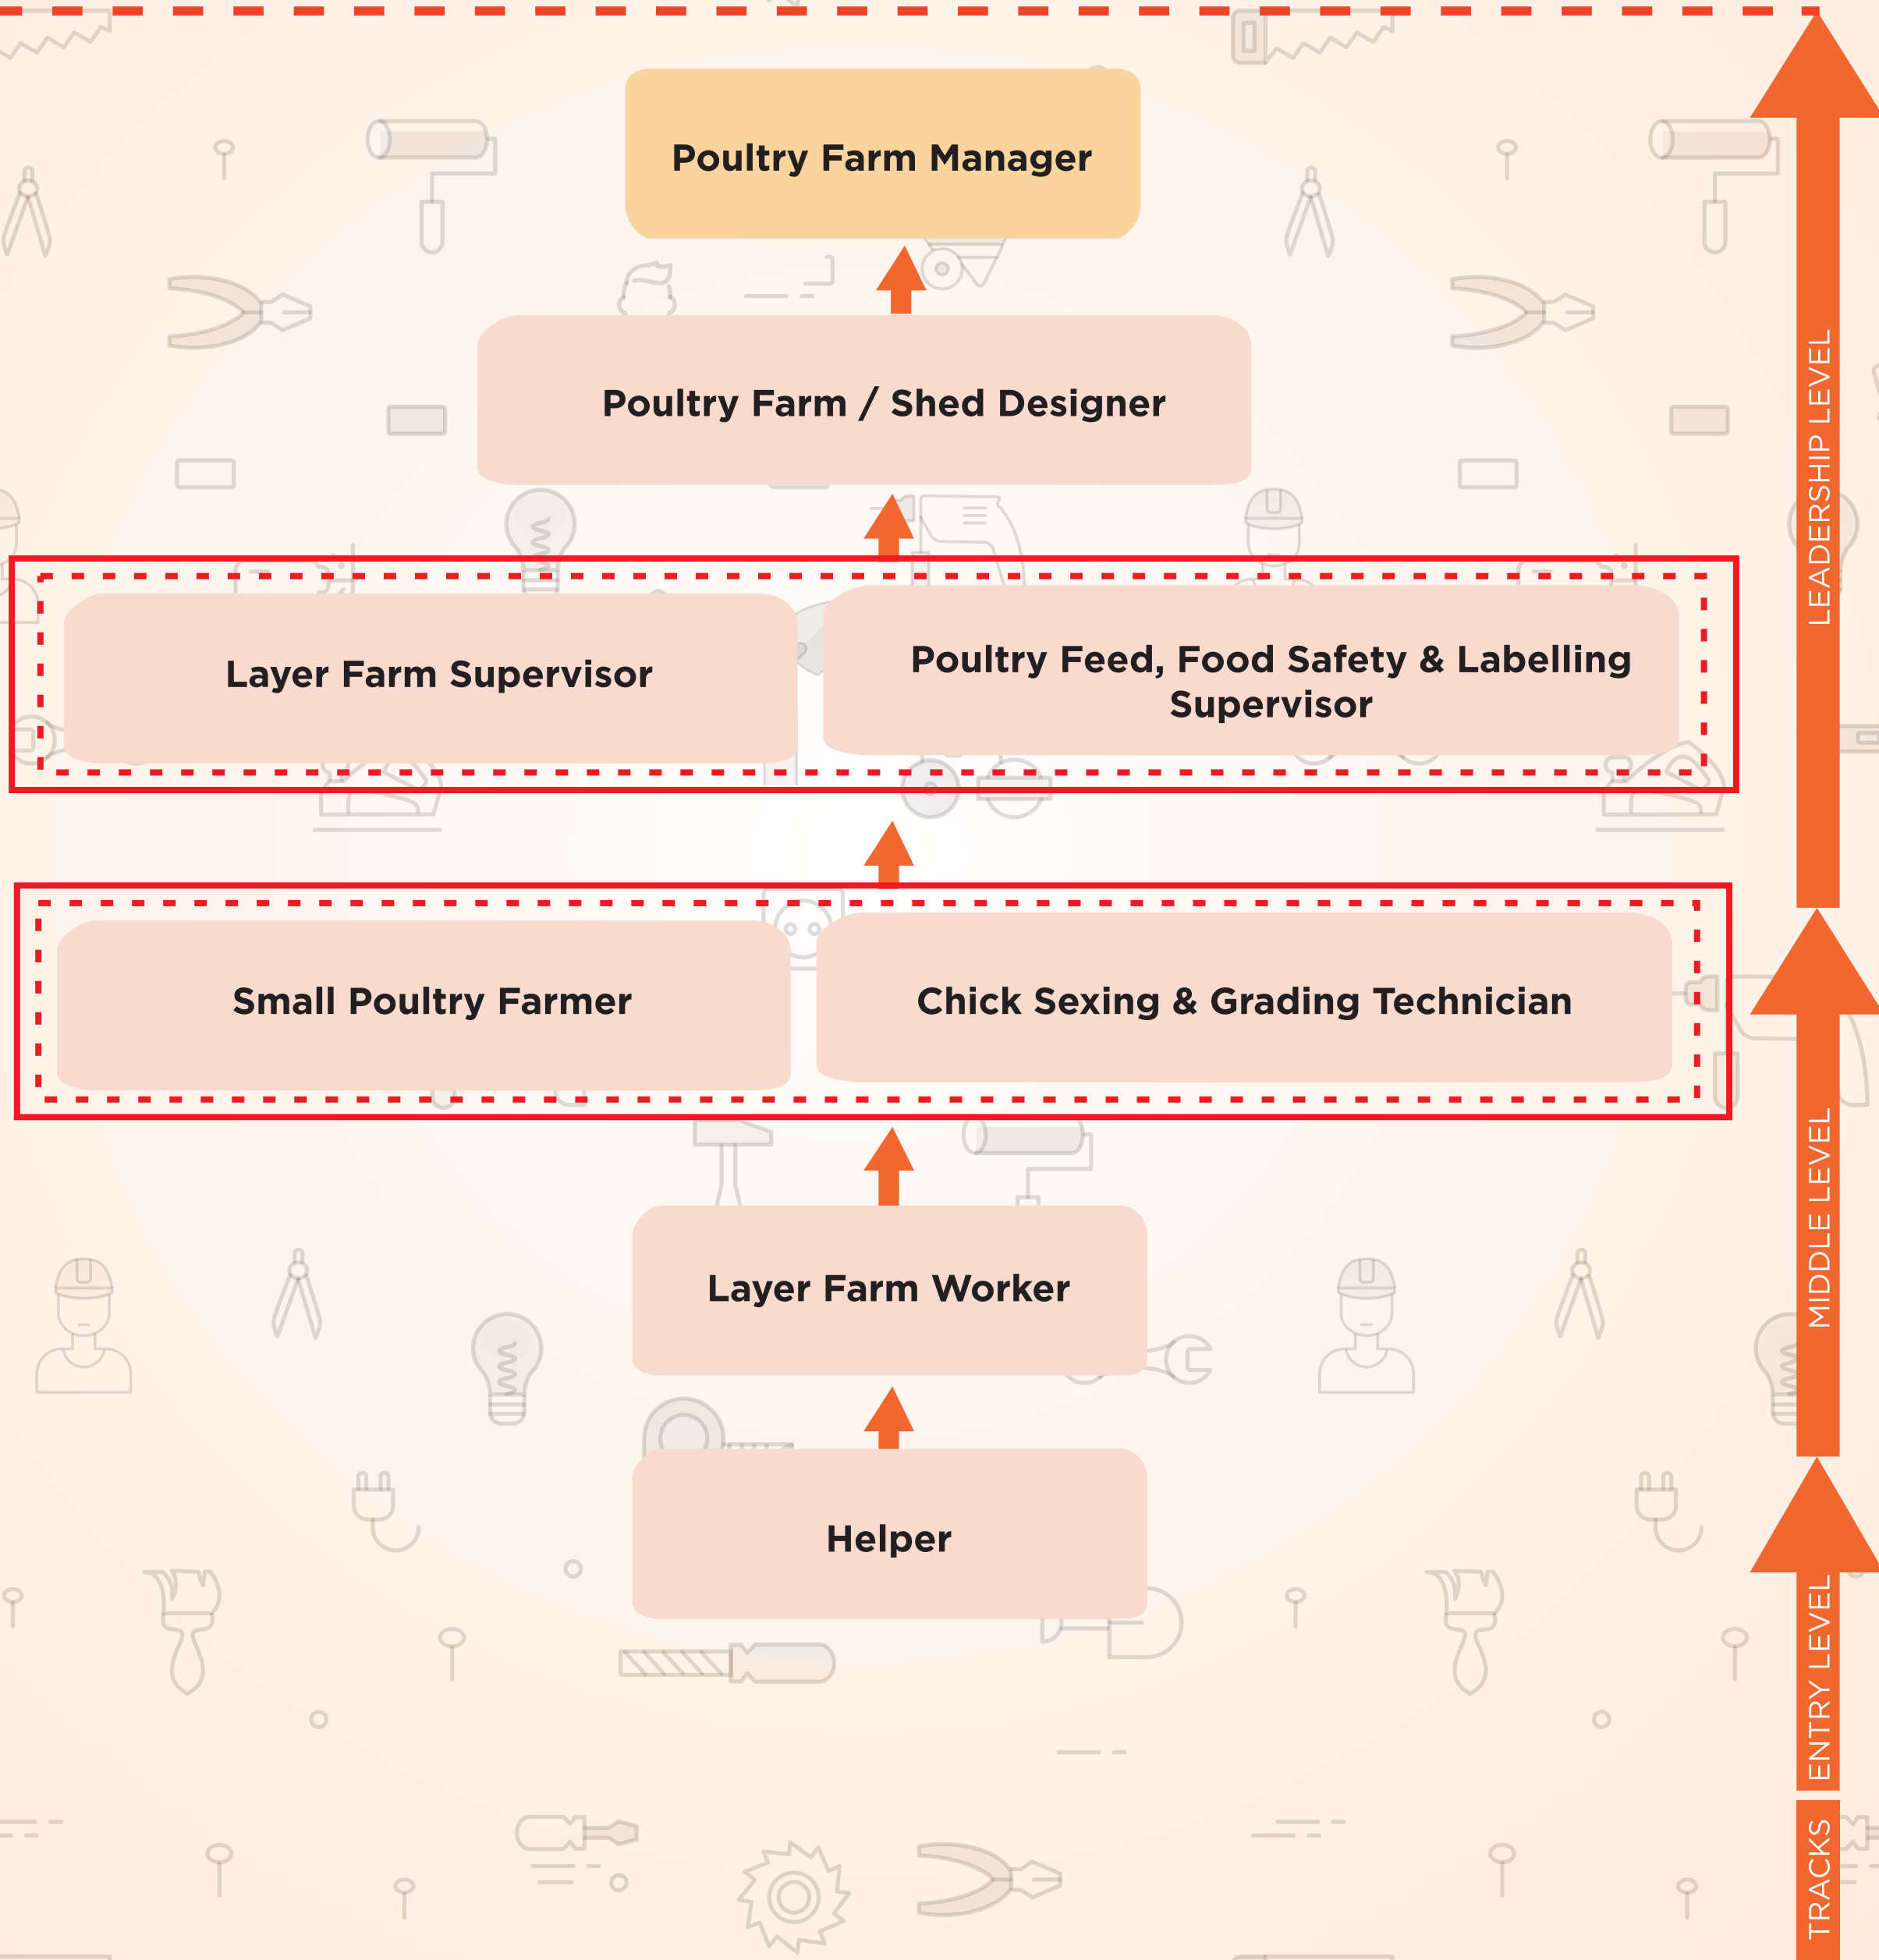 Poultry Farm Manager
Poultry Farm / Shed Designer
Layer Farm Supervisor
Poultry Feed, Food Safety & Labelling
Supervisor
Small Poultry Farmer
Chick Sexing & Grading Technician
Layer Farm Worker
Helper
LEADERSHIP LEVEL
MIDDLE LEVEL
ENTRY LEVEL
TRACKS